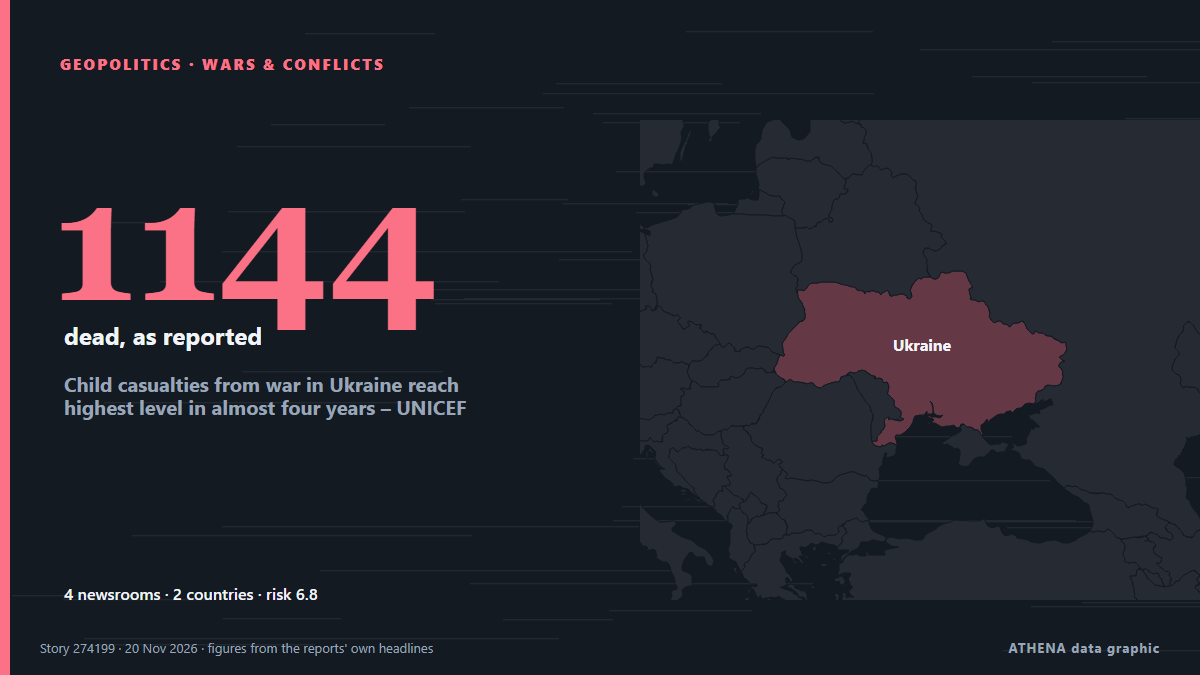 GEOPOLITICS · WARS & CONFLICTS
1144
dead, as reported
Child casualties from war in Ukraine reach
highest level in almost four years – UNICEF
Ukraine
4 newsrooms · 2 countries · risk 6.8
Story 274199 · 20 Nov 2026 · figures from the reports' own headlines
ATHENA data graphic